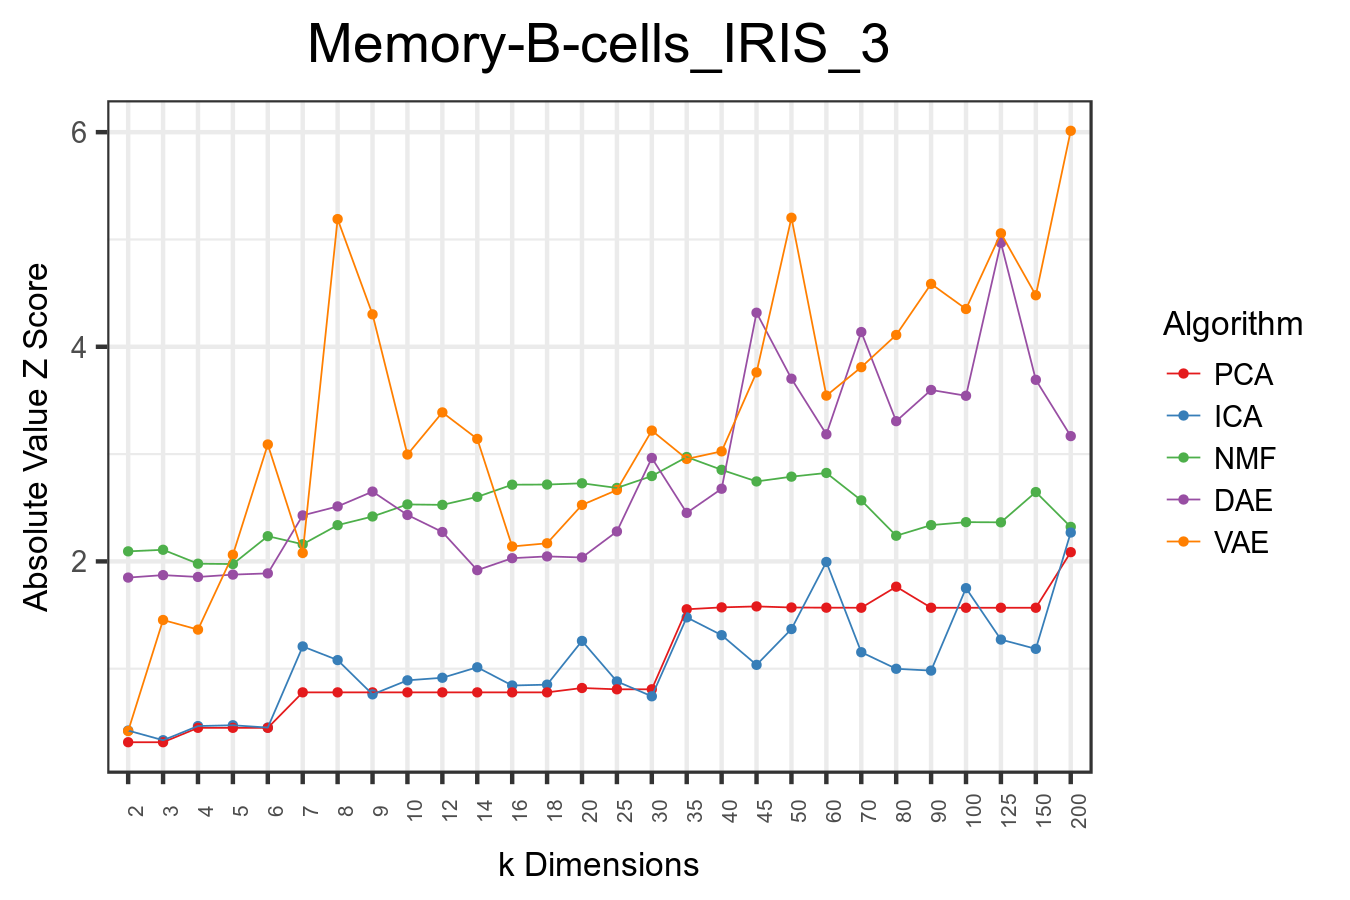 Memory-B-cells_IRIS_3
Absolute Value Z Score
6
4
2
2 3 4 5 6 7 8 9 10 12 14 16 18 20 25 30 35 40 45 50 60 70 80 90 100 125 150 200
k Dimensions
Algorithm
PCA
ICA
NMF
DAE
VAE